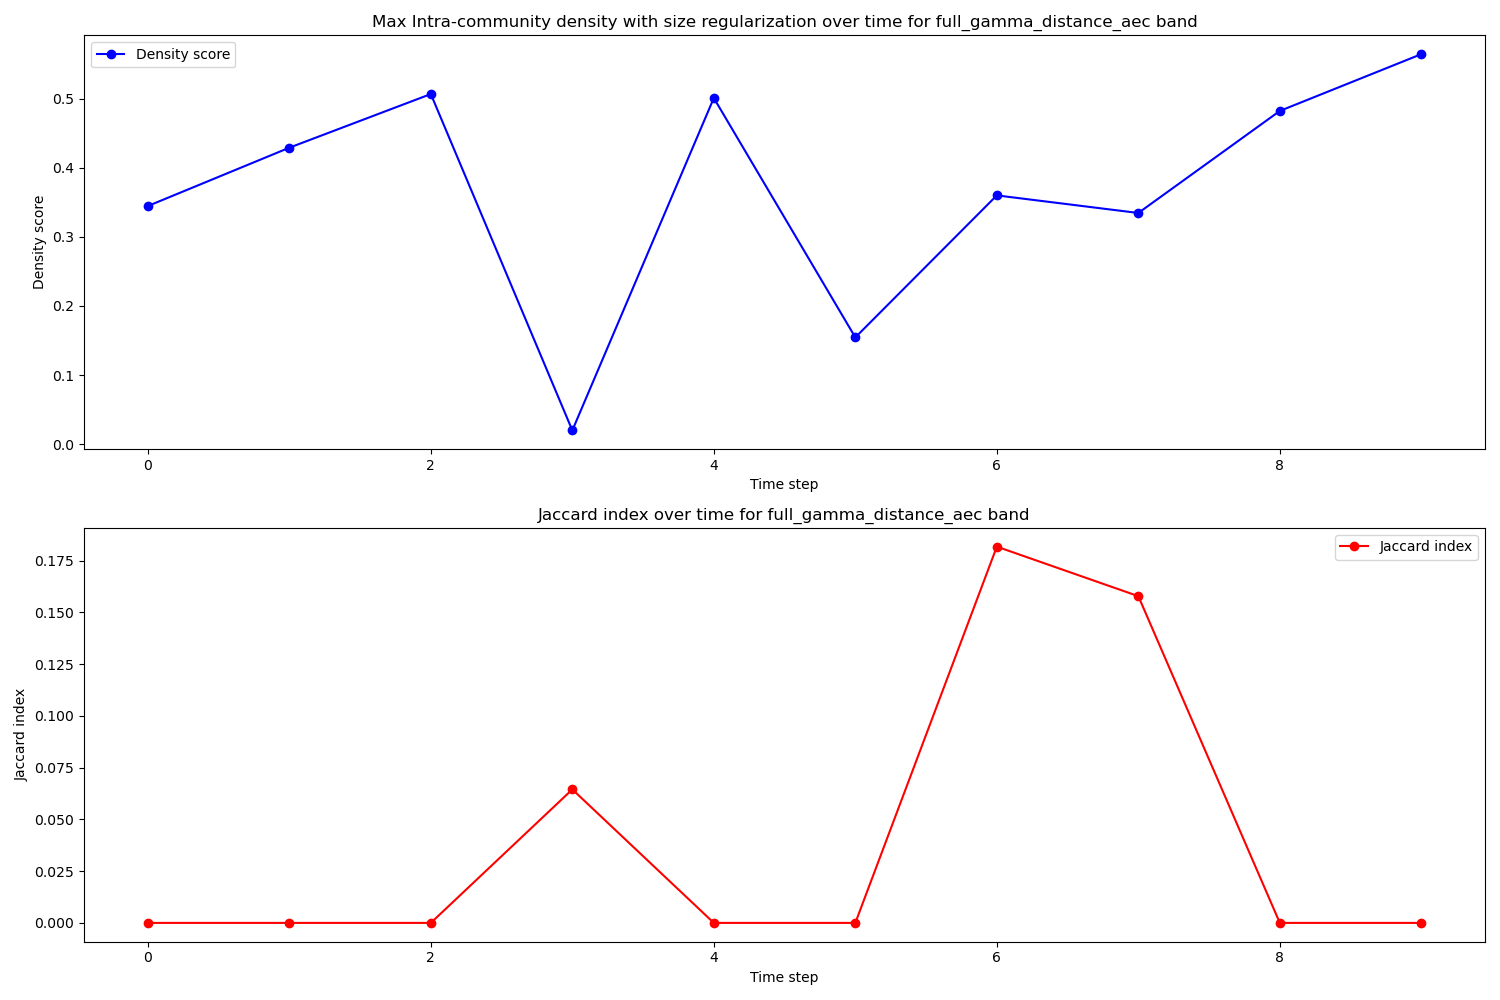 Max Intra-community density with size regularization over time for full_gamma_distance_aec band
Density score
Density score
0.5
0.4
0.3
0.2
0.1
0.0
0 2 4 6 8
Time step
Jaccard index over time for full_gamma_distance_aec band
Jaccard index
Jaccard index
0.175
0.150
0.125
0.100
0.075
0.050
0.025
0.000
0 2 4 6 8
Time step